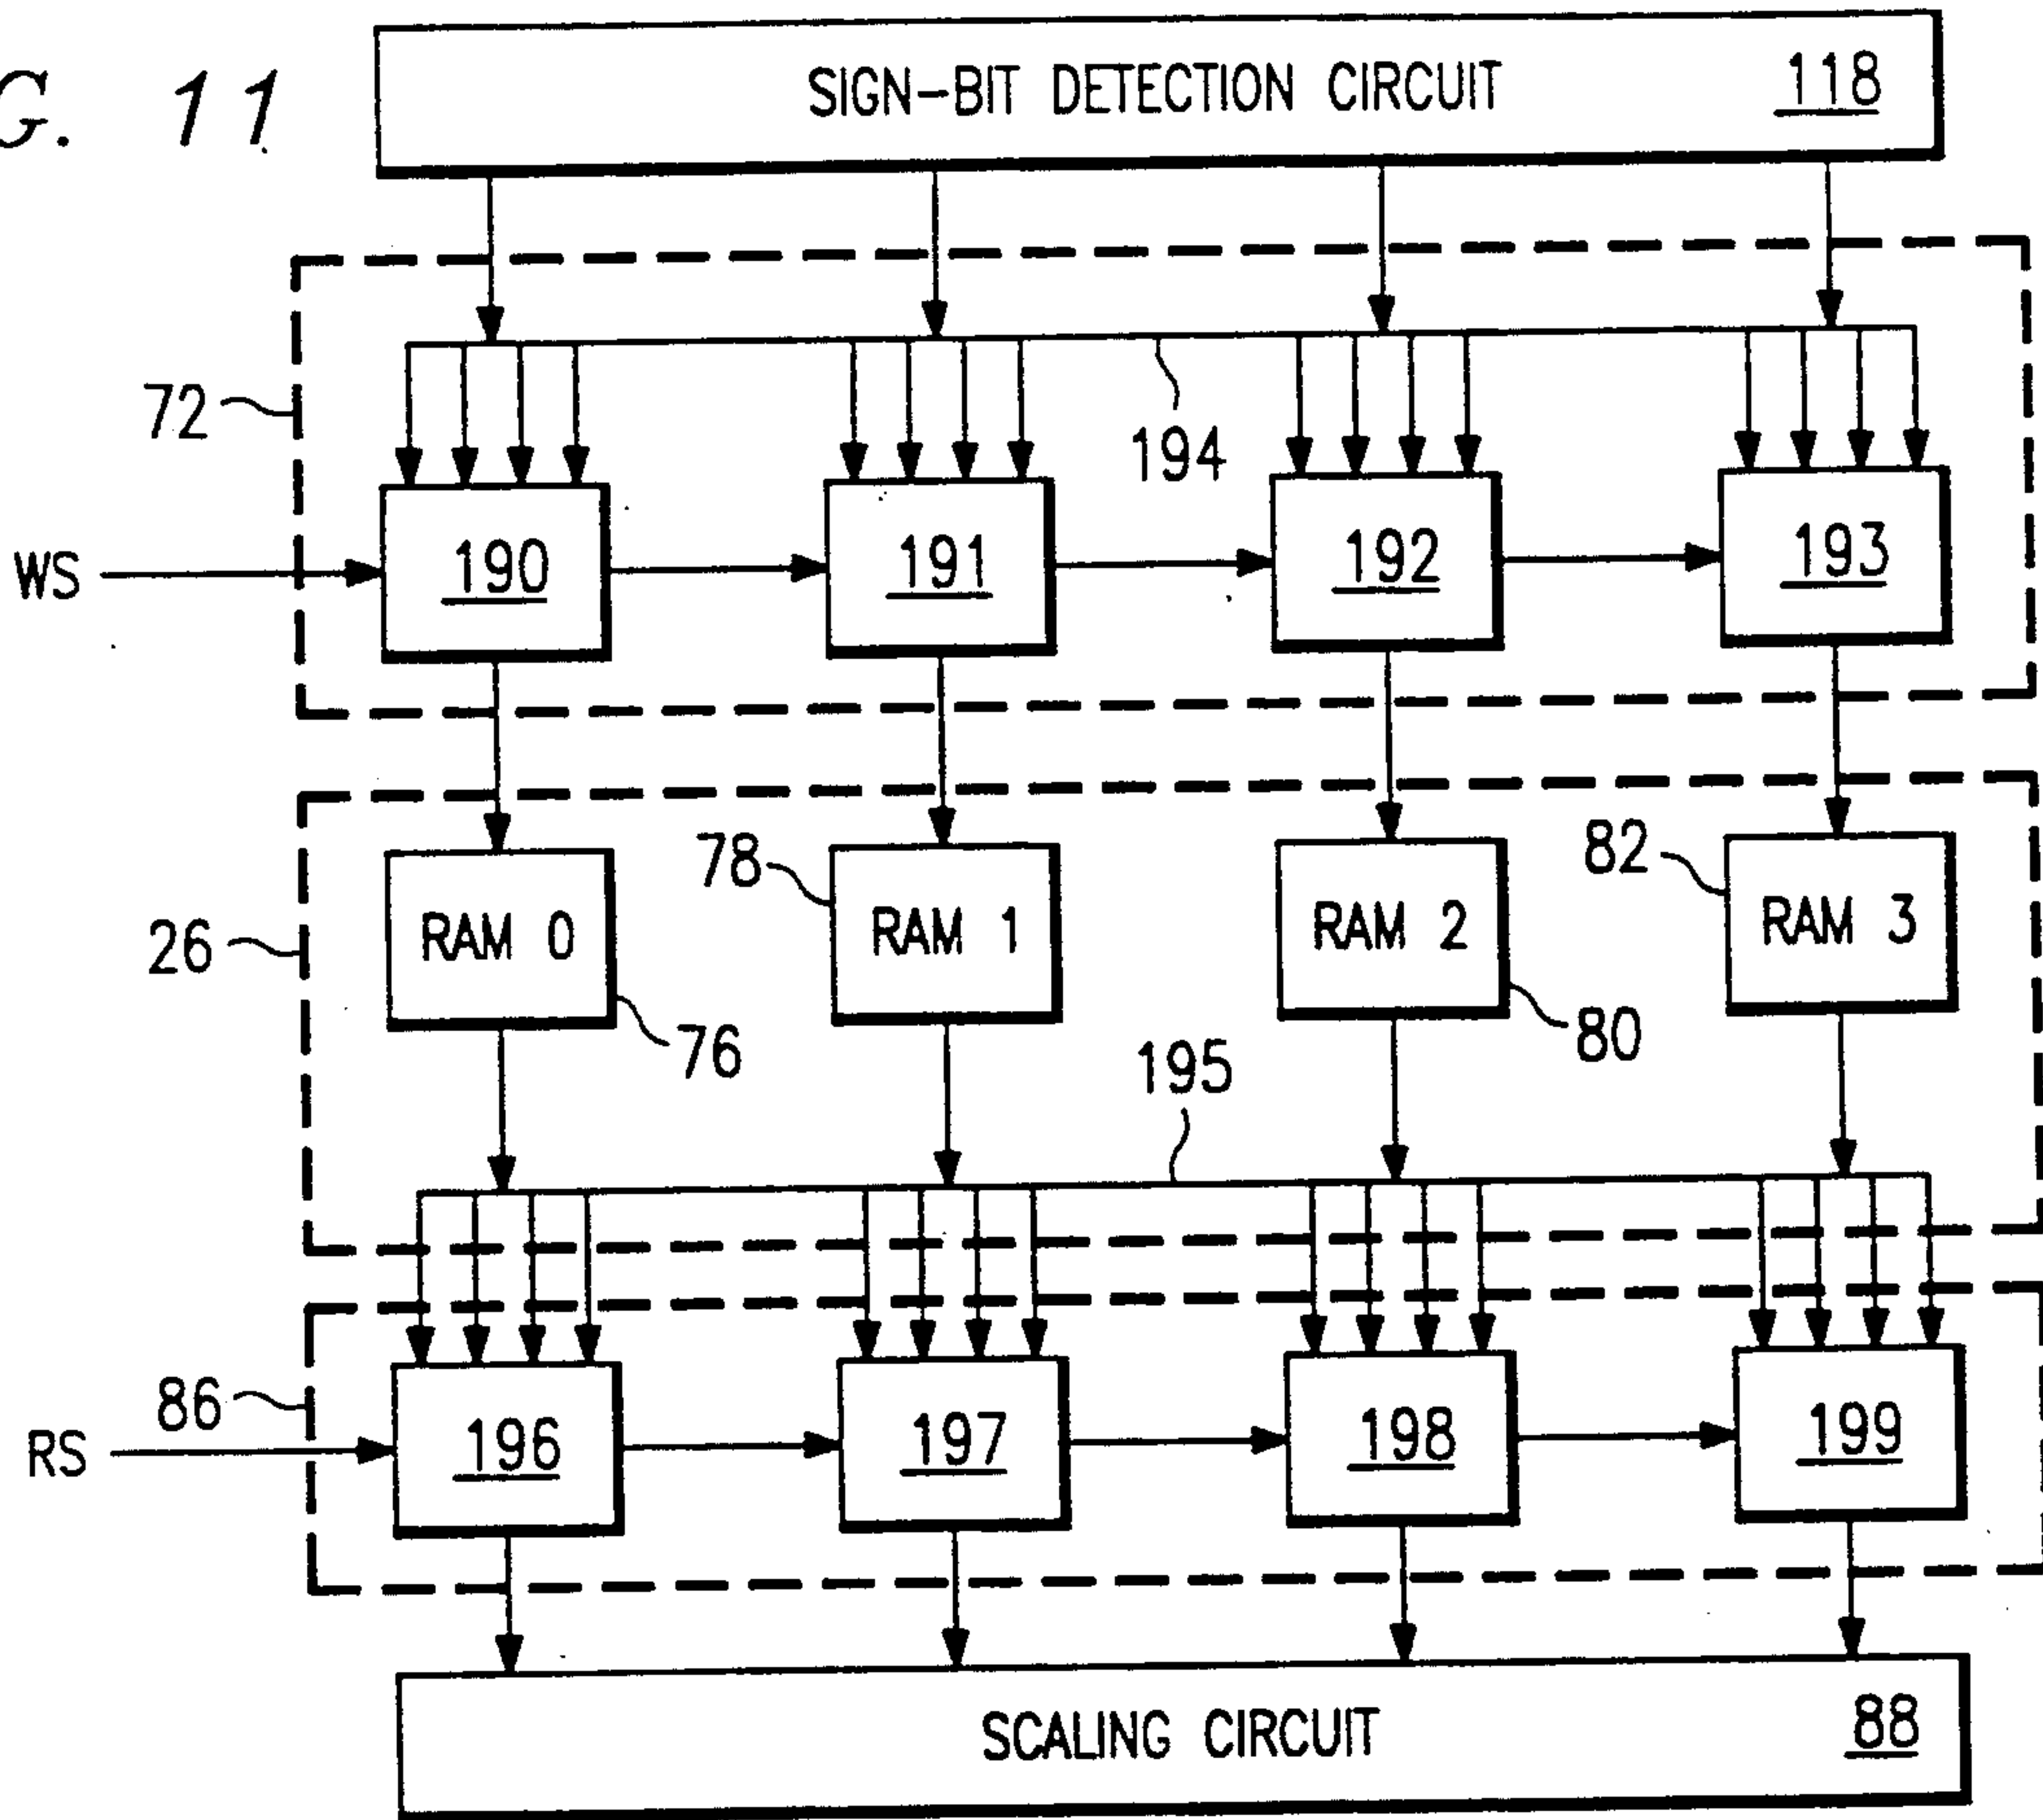 G. 11
SIGN-BIT DETECTION CIRCUIT 118
72
194
WS
190 191 192 193
78 82
26
RAM 0 RAM 1 RAM 2 RAM 3
76 80
195
86
RS
196 197 198 199
SCALING CIRCUIT 88